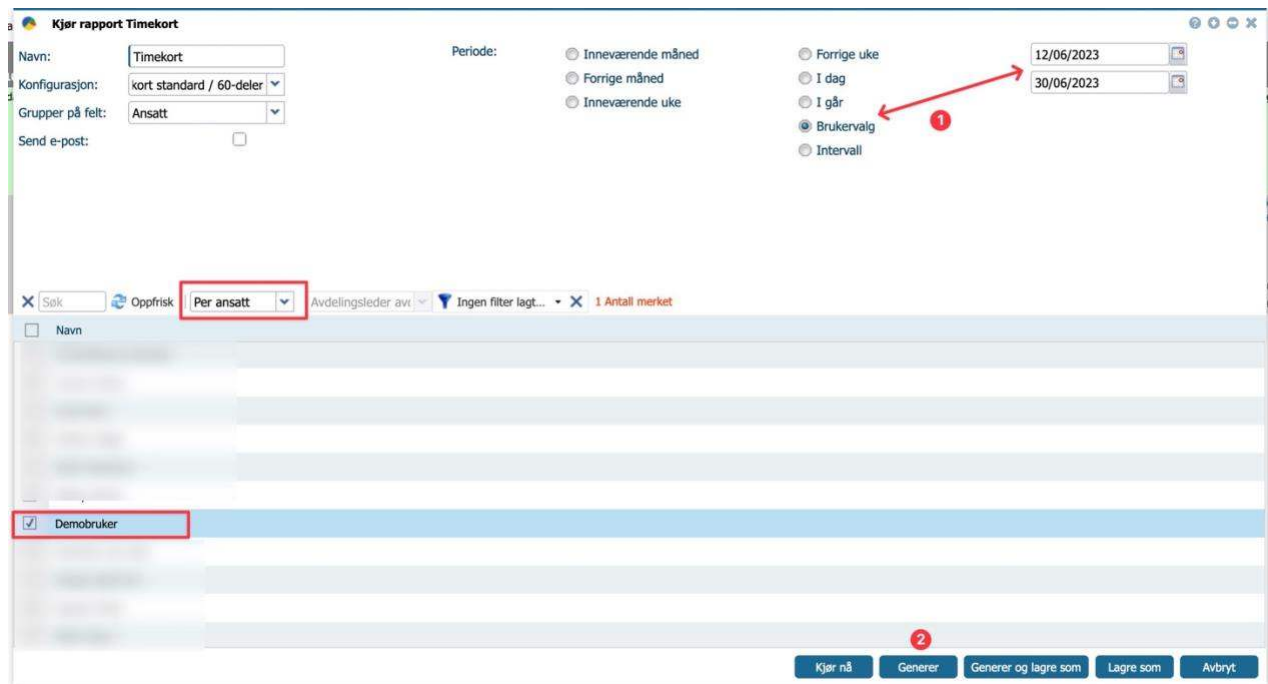 Kjør rapport Timekort
Navn:
Timekort
Konfigurasjon:
kort standard / 60-deler
Grupper på felt:
Ansatt
Send e-post:
Periode:
Inneværende måned
Forrige måned
Inneværende uke
Forrige uke
I dag
I går
Brukervalg
Intervall
12/06/2023
30/06/2023
1
Søk
Oppfrisk
Per ansatt
Avdelingsleder avd
Ingen filter lagt...
1 Antall merket
Navn
Demobruker
2
Kjør nå
Generer
Generer og lagre som
Lagre som
Avbryt